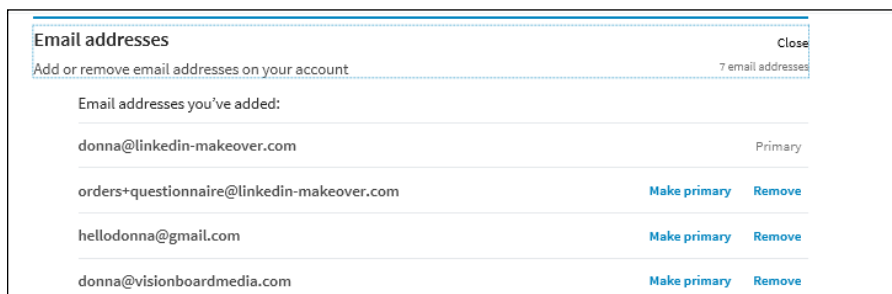 Email addresses Close
Add or remove email addresses on your account 7 email addresses
Email addresses you've added:
donna@linkedin-makeover.com Primary
orders+questionnaire@linkedin-makeover.com Make primary Remove
hellodonna@gmail.com Make primary Remove
donna@visionboardmedia.com Make primary Remove